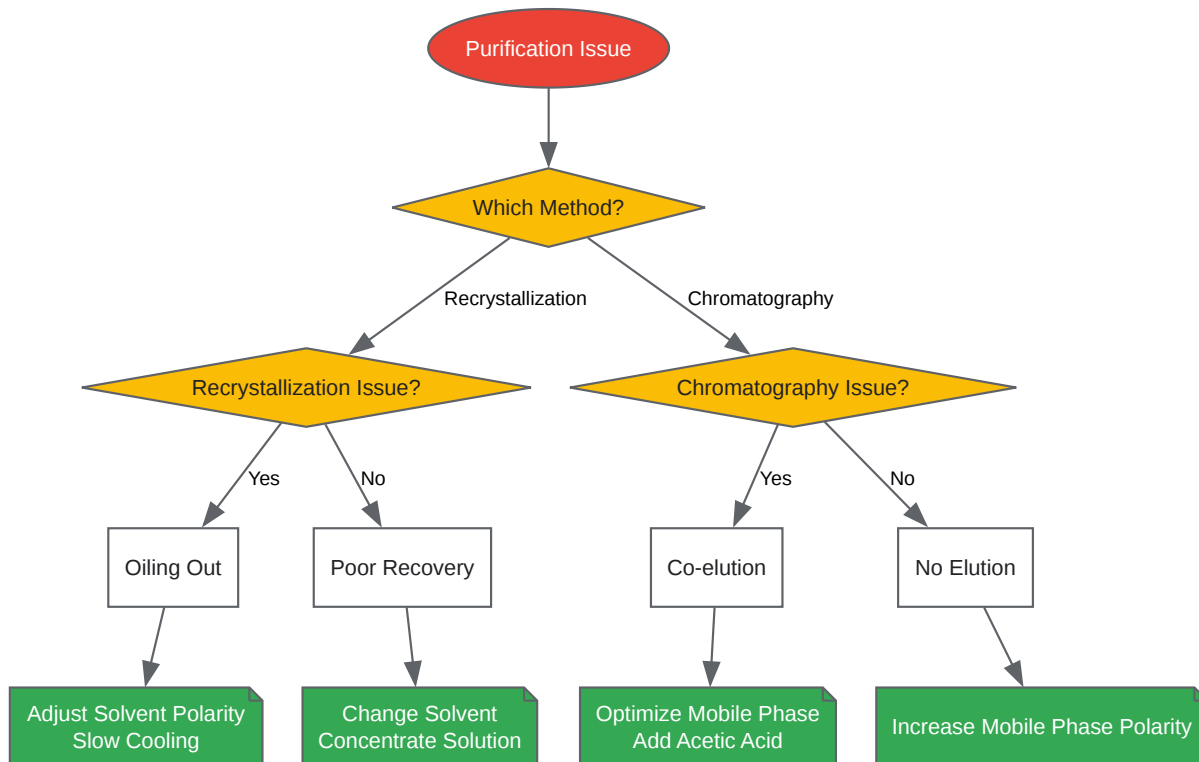 Purification Issue
Which Method?
Recrystallization
Chromatography
Recrystallization Issue?
Chromatography Issue?
Yes
No
Yes
No
Oiling Out
Poor Recovery
Co-elution
No Elution
Adjust Solvent Polarity
Slow Cooling
Change Solvent
Concentrate Solution
Optimize Mobile Phase
Add Acetic Acid
Increase Mobile Phase Polarity